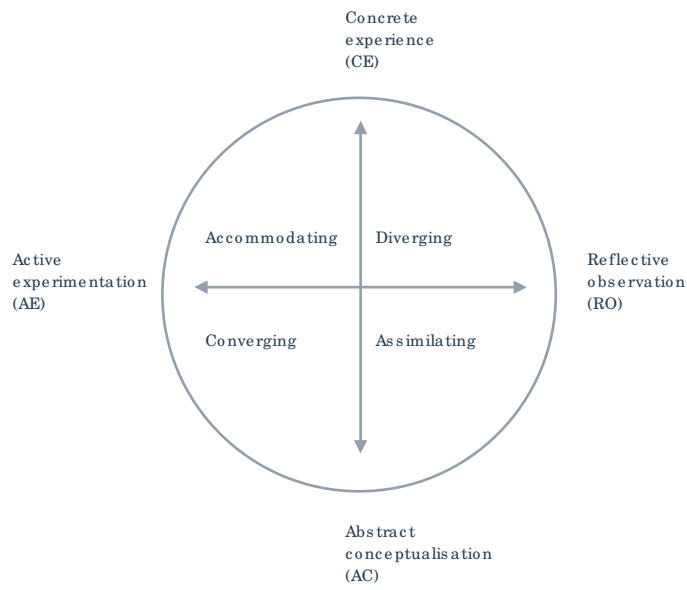 Concrete
experience
(CE)
Accommodating
Diverging
Active
experimentation
(AE)
Reflective
observation
(RO)
Converging
Assimilating
Abstract
conceptualisation
(AC)